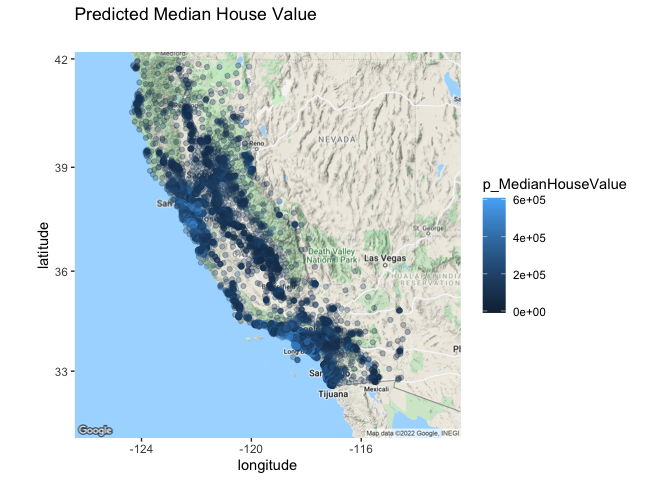 Predicted Median House Value
42
39
36
33
latitude
-124
-120
-116
longitude
Medford
Reno
NEVADA
San
St. George
Death Valley
National Park
Las Vegas
HUALAPAI INDIAN
RESERVATION
Long B
San
Mexicali
Tijuana
Sa
Ph
Google
Map data ©2022 Google, INEGI
p_MedianHouseValue
6e+05
4e+05
2e+05
0e+00